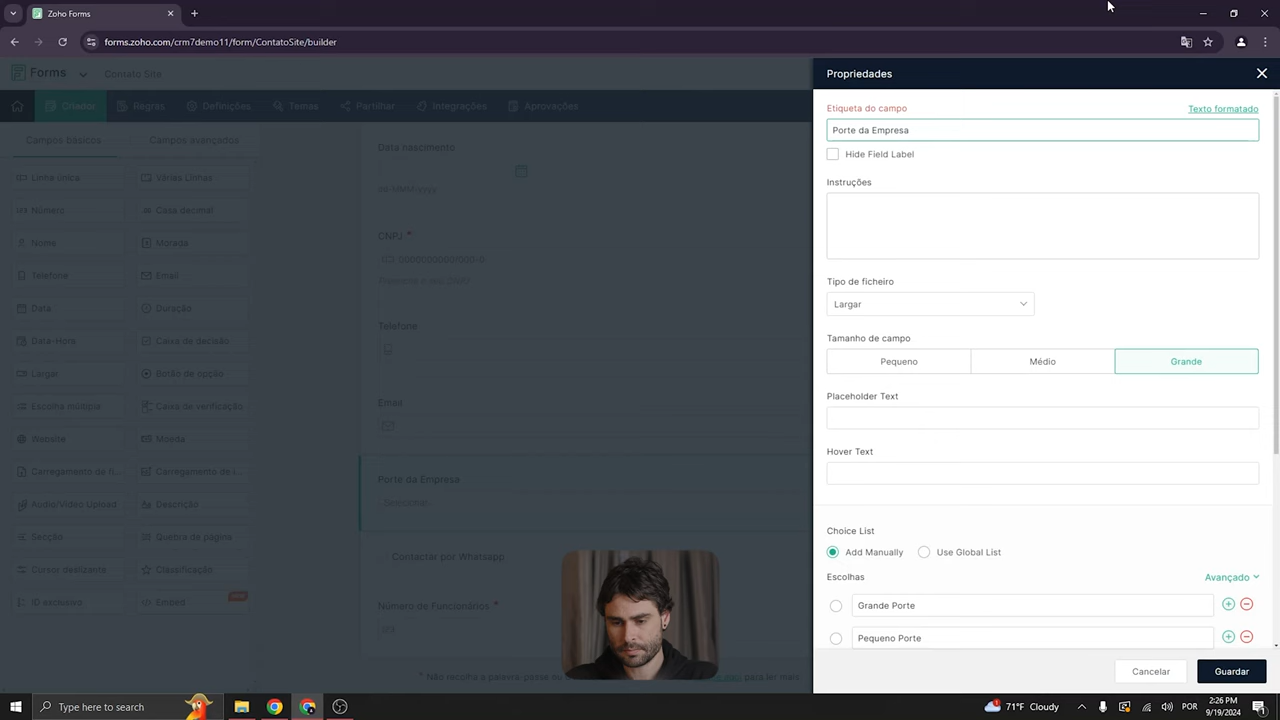 Zoho Forms
forms.zoho.com/crm7demo11/form/ContatoSite/builder
Forms
Contato Site
Criador
Regras
Definições
Temas
Partilhar
Integrações
Aprovações
Campos básicos
Campos avançados
Linha única
Várias Linhas
Número
Casa decimal
Nome
Morada
Telefone
Email
Data
Duração
Data-Hora
Caixa de decisão
Largar
Botão de opção
Escolha múltipla
Caixa de verificação
Website
Moeda
Carregamento de fi...
Carregamento de i...
Audio/Video Upload
Descrição
Secção
Quebra de página
Cursor deslizante
Classificação
ID exclusivo
Embed
Data nascimento
dd-MMM-yyyy
CNPJ *
Telefone
Email
Porte da Empresa
- Selecionar -
Contactar por Whatsapp
Número de Funcionários *
* Não recolha a palavra-passe ou
para ler mais
Propriedades
Etiqueta do campo
Texto formatado
Porte da Empresa
Hide Field Label
Instruções
Tipo de ficheiro
Largar
Tamanho de campo
Pequeno
Médio
Grande
Placeholder Text
Hover Text
Choice List
Add Manually
Use Global List
Escolhas
Avançado
Grande Porte
Pequeno Porte
Cancelar
Guardar
Type here to search
71°F Cloudy
POR
2:26 PM
9/19/2024